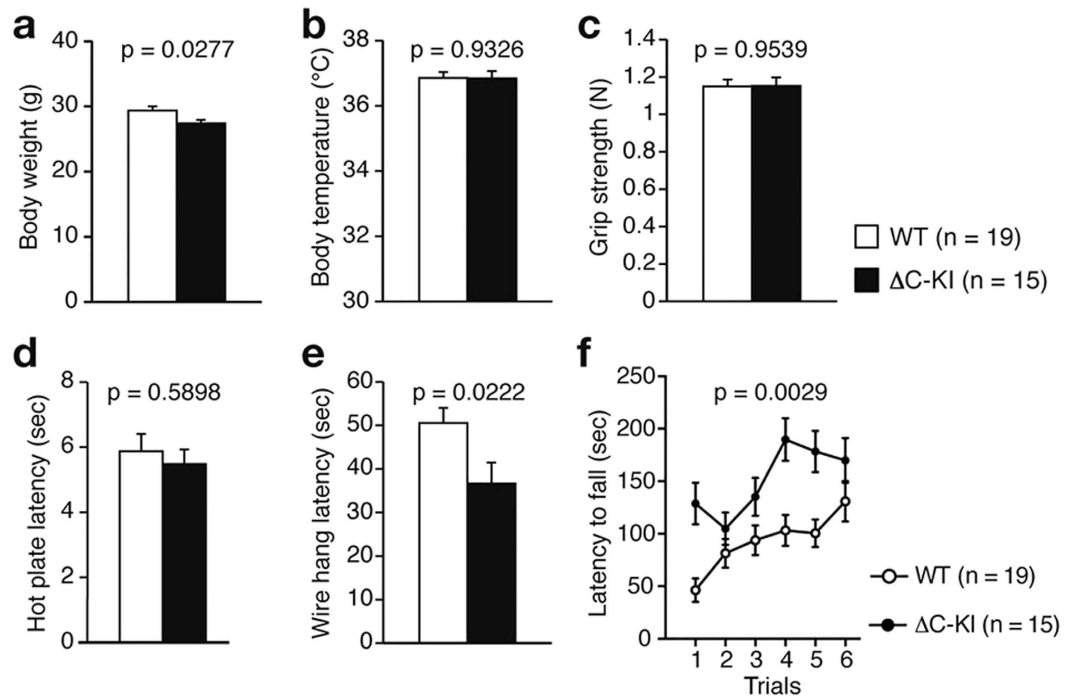 a
p = 0.0277
Body weight (g)
40
30
20
10
0
b
p = 0.9326
Body temperature (°C)
38
36
34
32
30
c
p = 0.9539
Grip strength (N)
1.4
1.2
1
0.8
0.6
0.4
0.2
0
WT (n = 19)
ΔC-KI (n = 15)
d
p = 0.5898
Hot plate latency (sec)
8
6
4
2
0
e
p = 0.0222
Wire hang latency (sec)
60
50
40
30
20
10
0
f
p = 0.0029
Latency to fall (sec)
250
200
150
100
50
0
1 2 3 4 5 6
Trials
WT (n = 19)
ΔC-KI (n = 15)